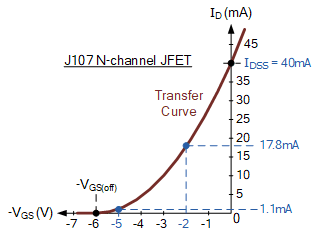 I_D (mA)
J107 N-channel JFET
45
I_DSS = 40mA
35
Transfer
Curve
30
25
20
17.8mA
15
10
-V_GS(off)
5
1.1mA
-V_GS (V)
-7 -6 -5 -4 -3 -2 -1 0